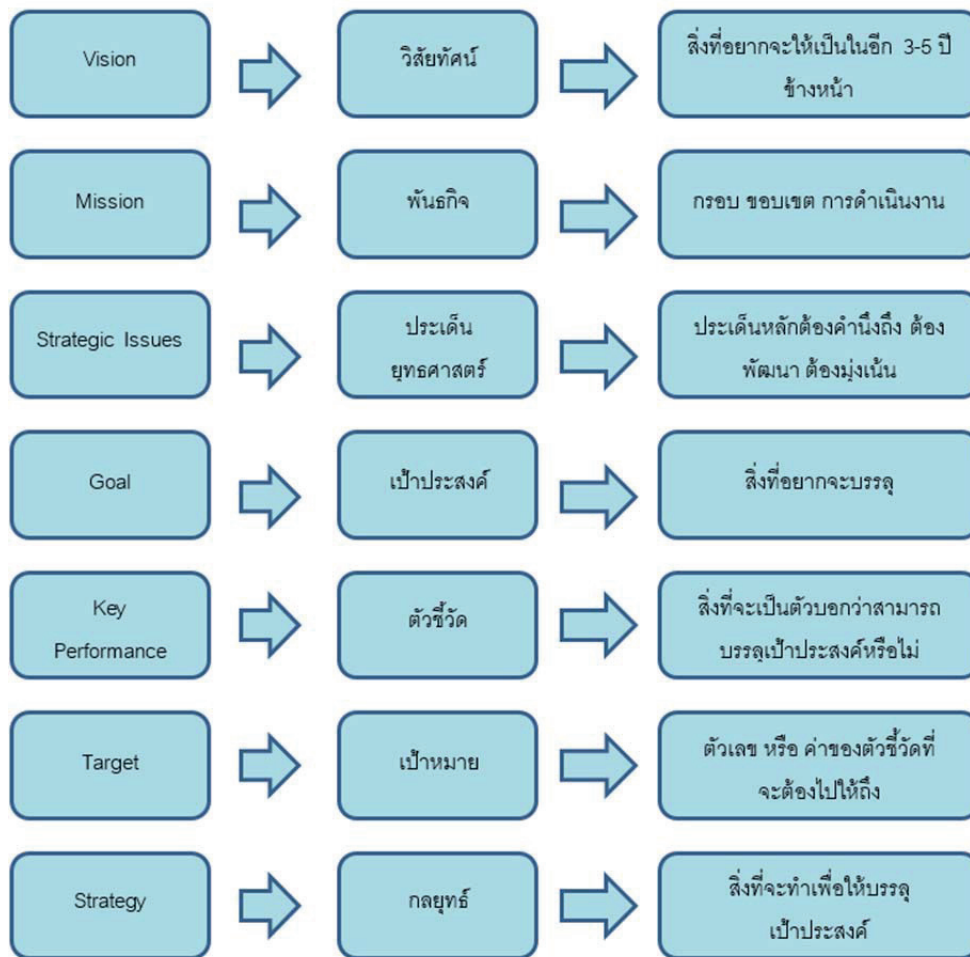 Vision
วิสัยทัศน์
สิ่งที่อยากจะให้เป็นในอีก 3-5 ปี
ข้างหน้า
Mission
พันธกิจ
กรอบ ขอบเขต การดำเนินงาน
Strategic Issues
ประเด็น
ยุทธศาสตร์
ประเด็นหลักต้องคำนึงถึง ต้อง
พัฒนา ต้องมุ่งเน้น
Goal
เป้าประสงค์
สิ่งที่อยากจะบรรลุ
Key
Performance
ตัวชี้วัด
สิ่งที่จะเป็นตัวบอกว่าสามารถ
บรรลุเป้าประสงค์หรือไม่
Target
เป้าหมาย
ตัวเลข หรือ ค่าของตัวชี้วัดที่
จะต้องไปให้ถึง
Strategy
กลยุทธ์
สิ่งที่จะทำเพื่อให้บรรลุ
เป้าประสงค์